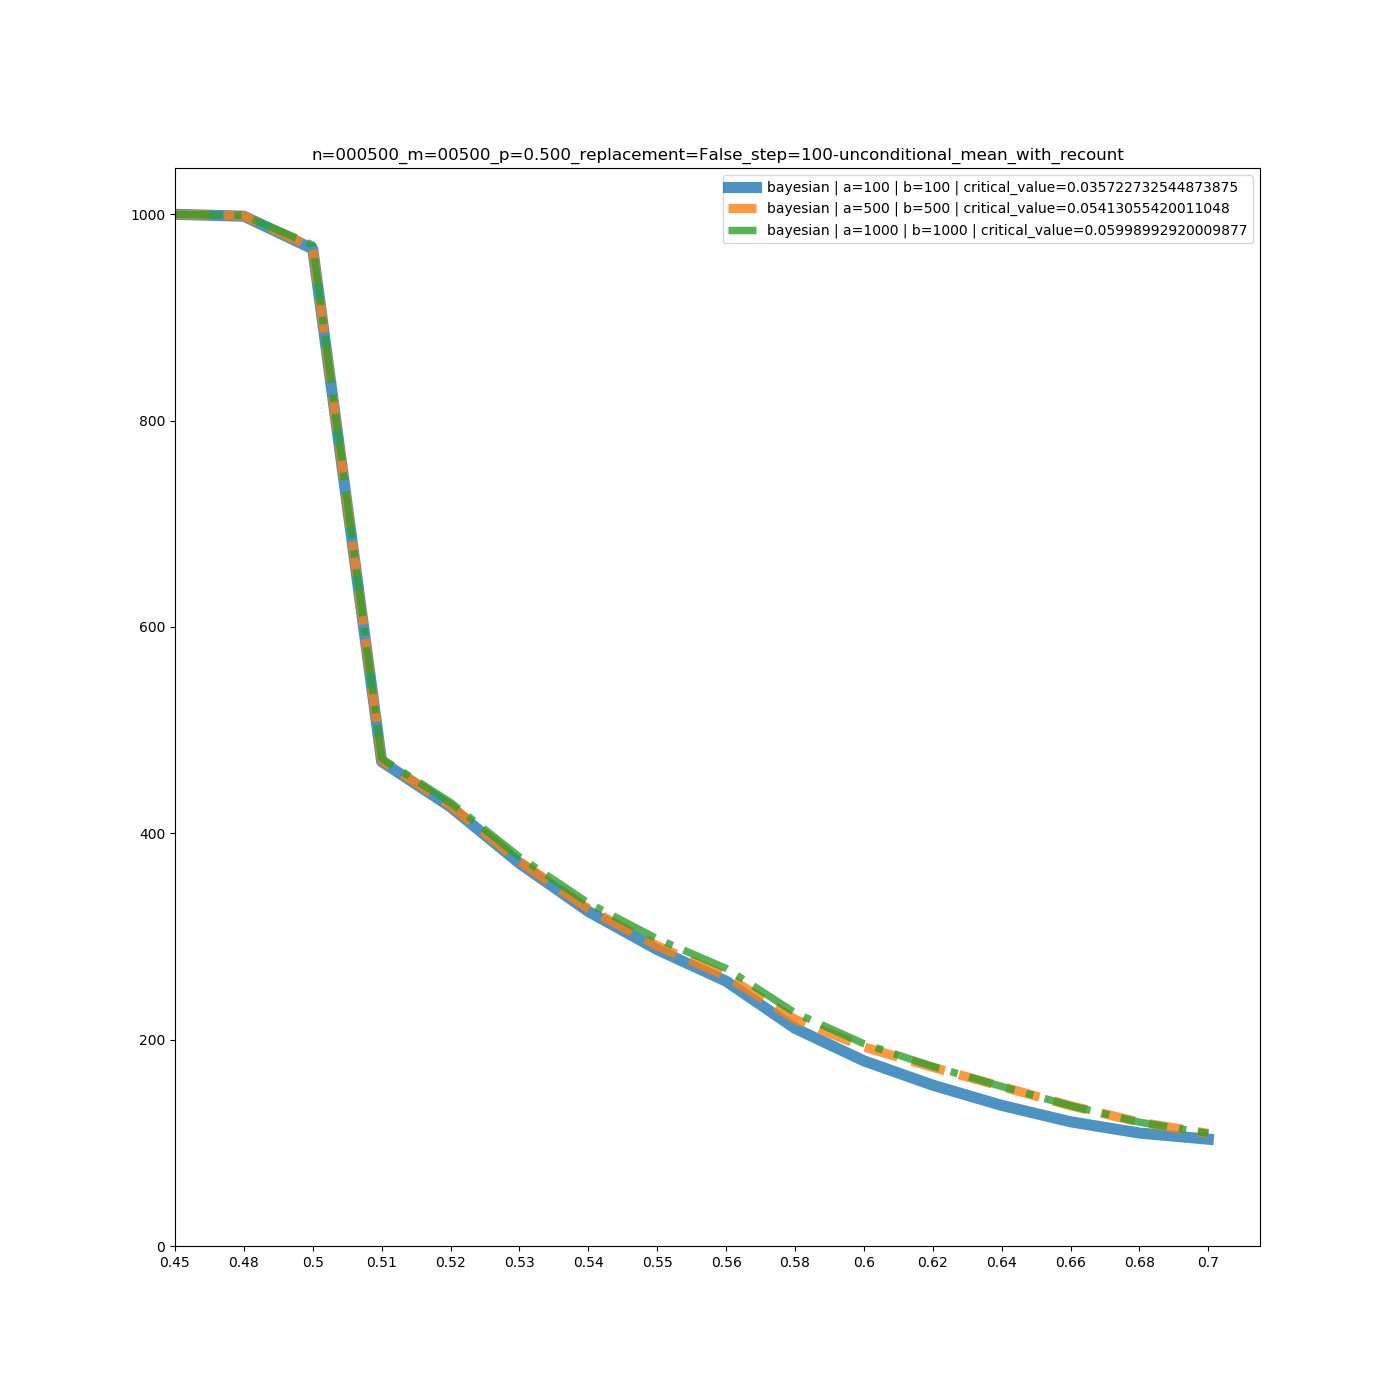 n=000500_m=00500_p=0.500_replacement=False_step=100-unconditional_mean_with_recount
bayesian | a=100 | b=100 | critical_value=0.035722732544873875
bayesian | a=500 | b=500 | critical_value=0.05413055420011048
bayesian | a=1000 | b=1000 | critical_value=0.05998992920009877
1000
800
600
400
200
0
0.45 0.48 0.5 0.51 0.52 0.53 0.54 0.55 0.56 0.58 0.6 0.62 0.64 0.66 0.68 0.7